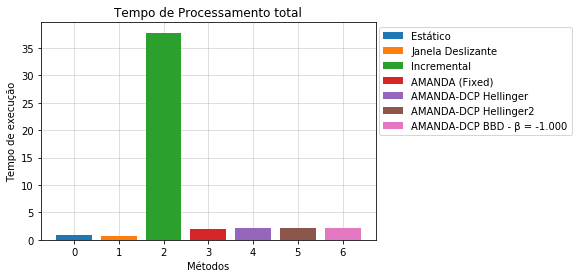 Tempo de Processamento total
Tempo de execução
35
30
25
20
15
10
5
0
0 1 2 3 4 5 6
Métodos
Estático
Janela Deslizante
Incremental
AMANDA (Fixed)
AMANDA-DCP Hellinger
AMANDA-DCP Hellinger2
AMANDA-DCP BBD - β = -1.000